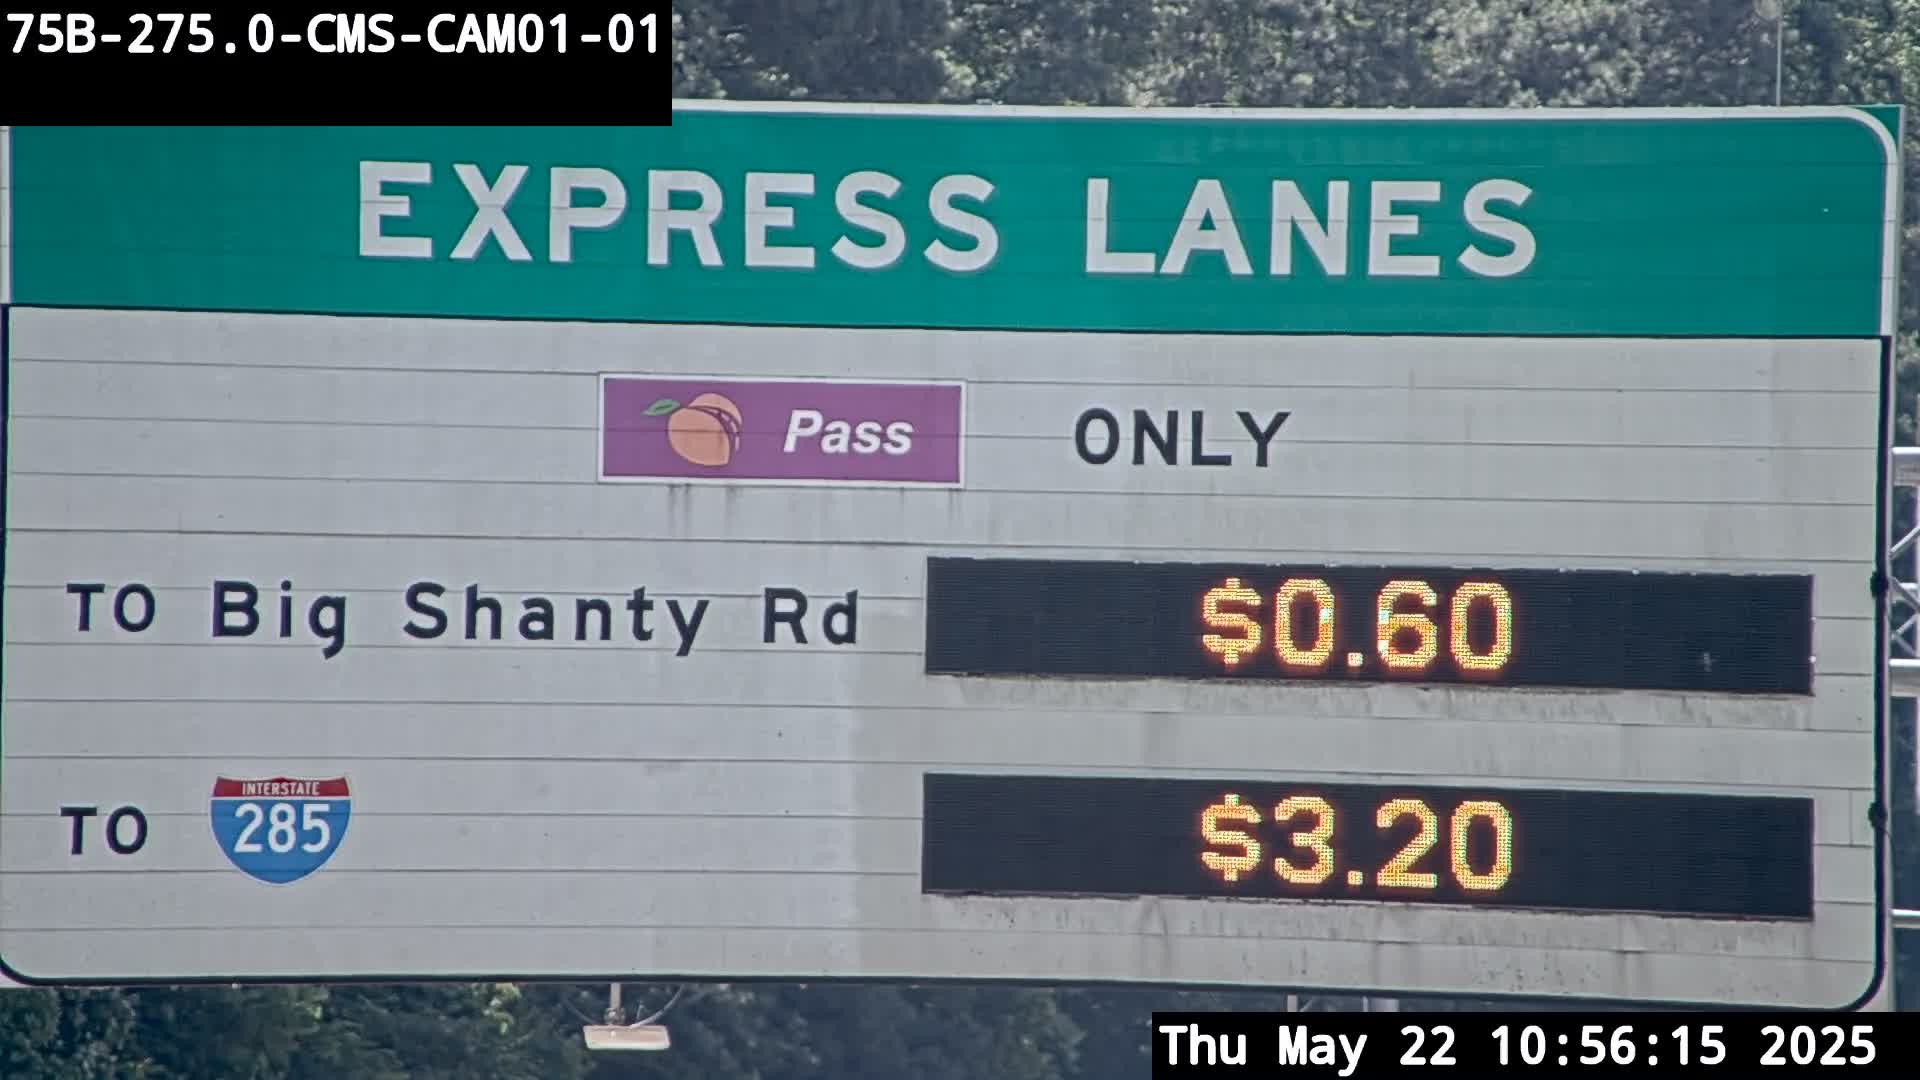 75B-275.0-CMS-CAM01-01
EXPRESS LANES
Pass ONLY
TO Big Shanty Rd $0.60
INTERSTATE
TO 285 $3.20
Thu May 22 10:56:15 2025